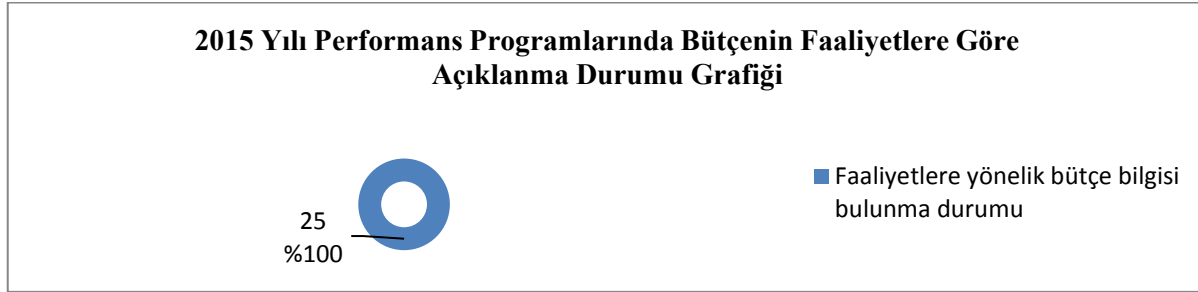 2015 Yılı Performans Programlarında Bütçenin Faaliyetlere Göre
Açıklanma Durumu Grafiği
25
%100
Faaliyetlere yönelik bütçe bilgisi
bulunma durumu